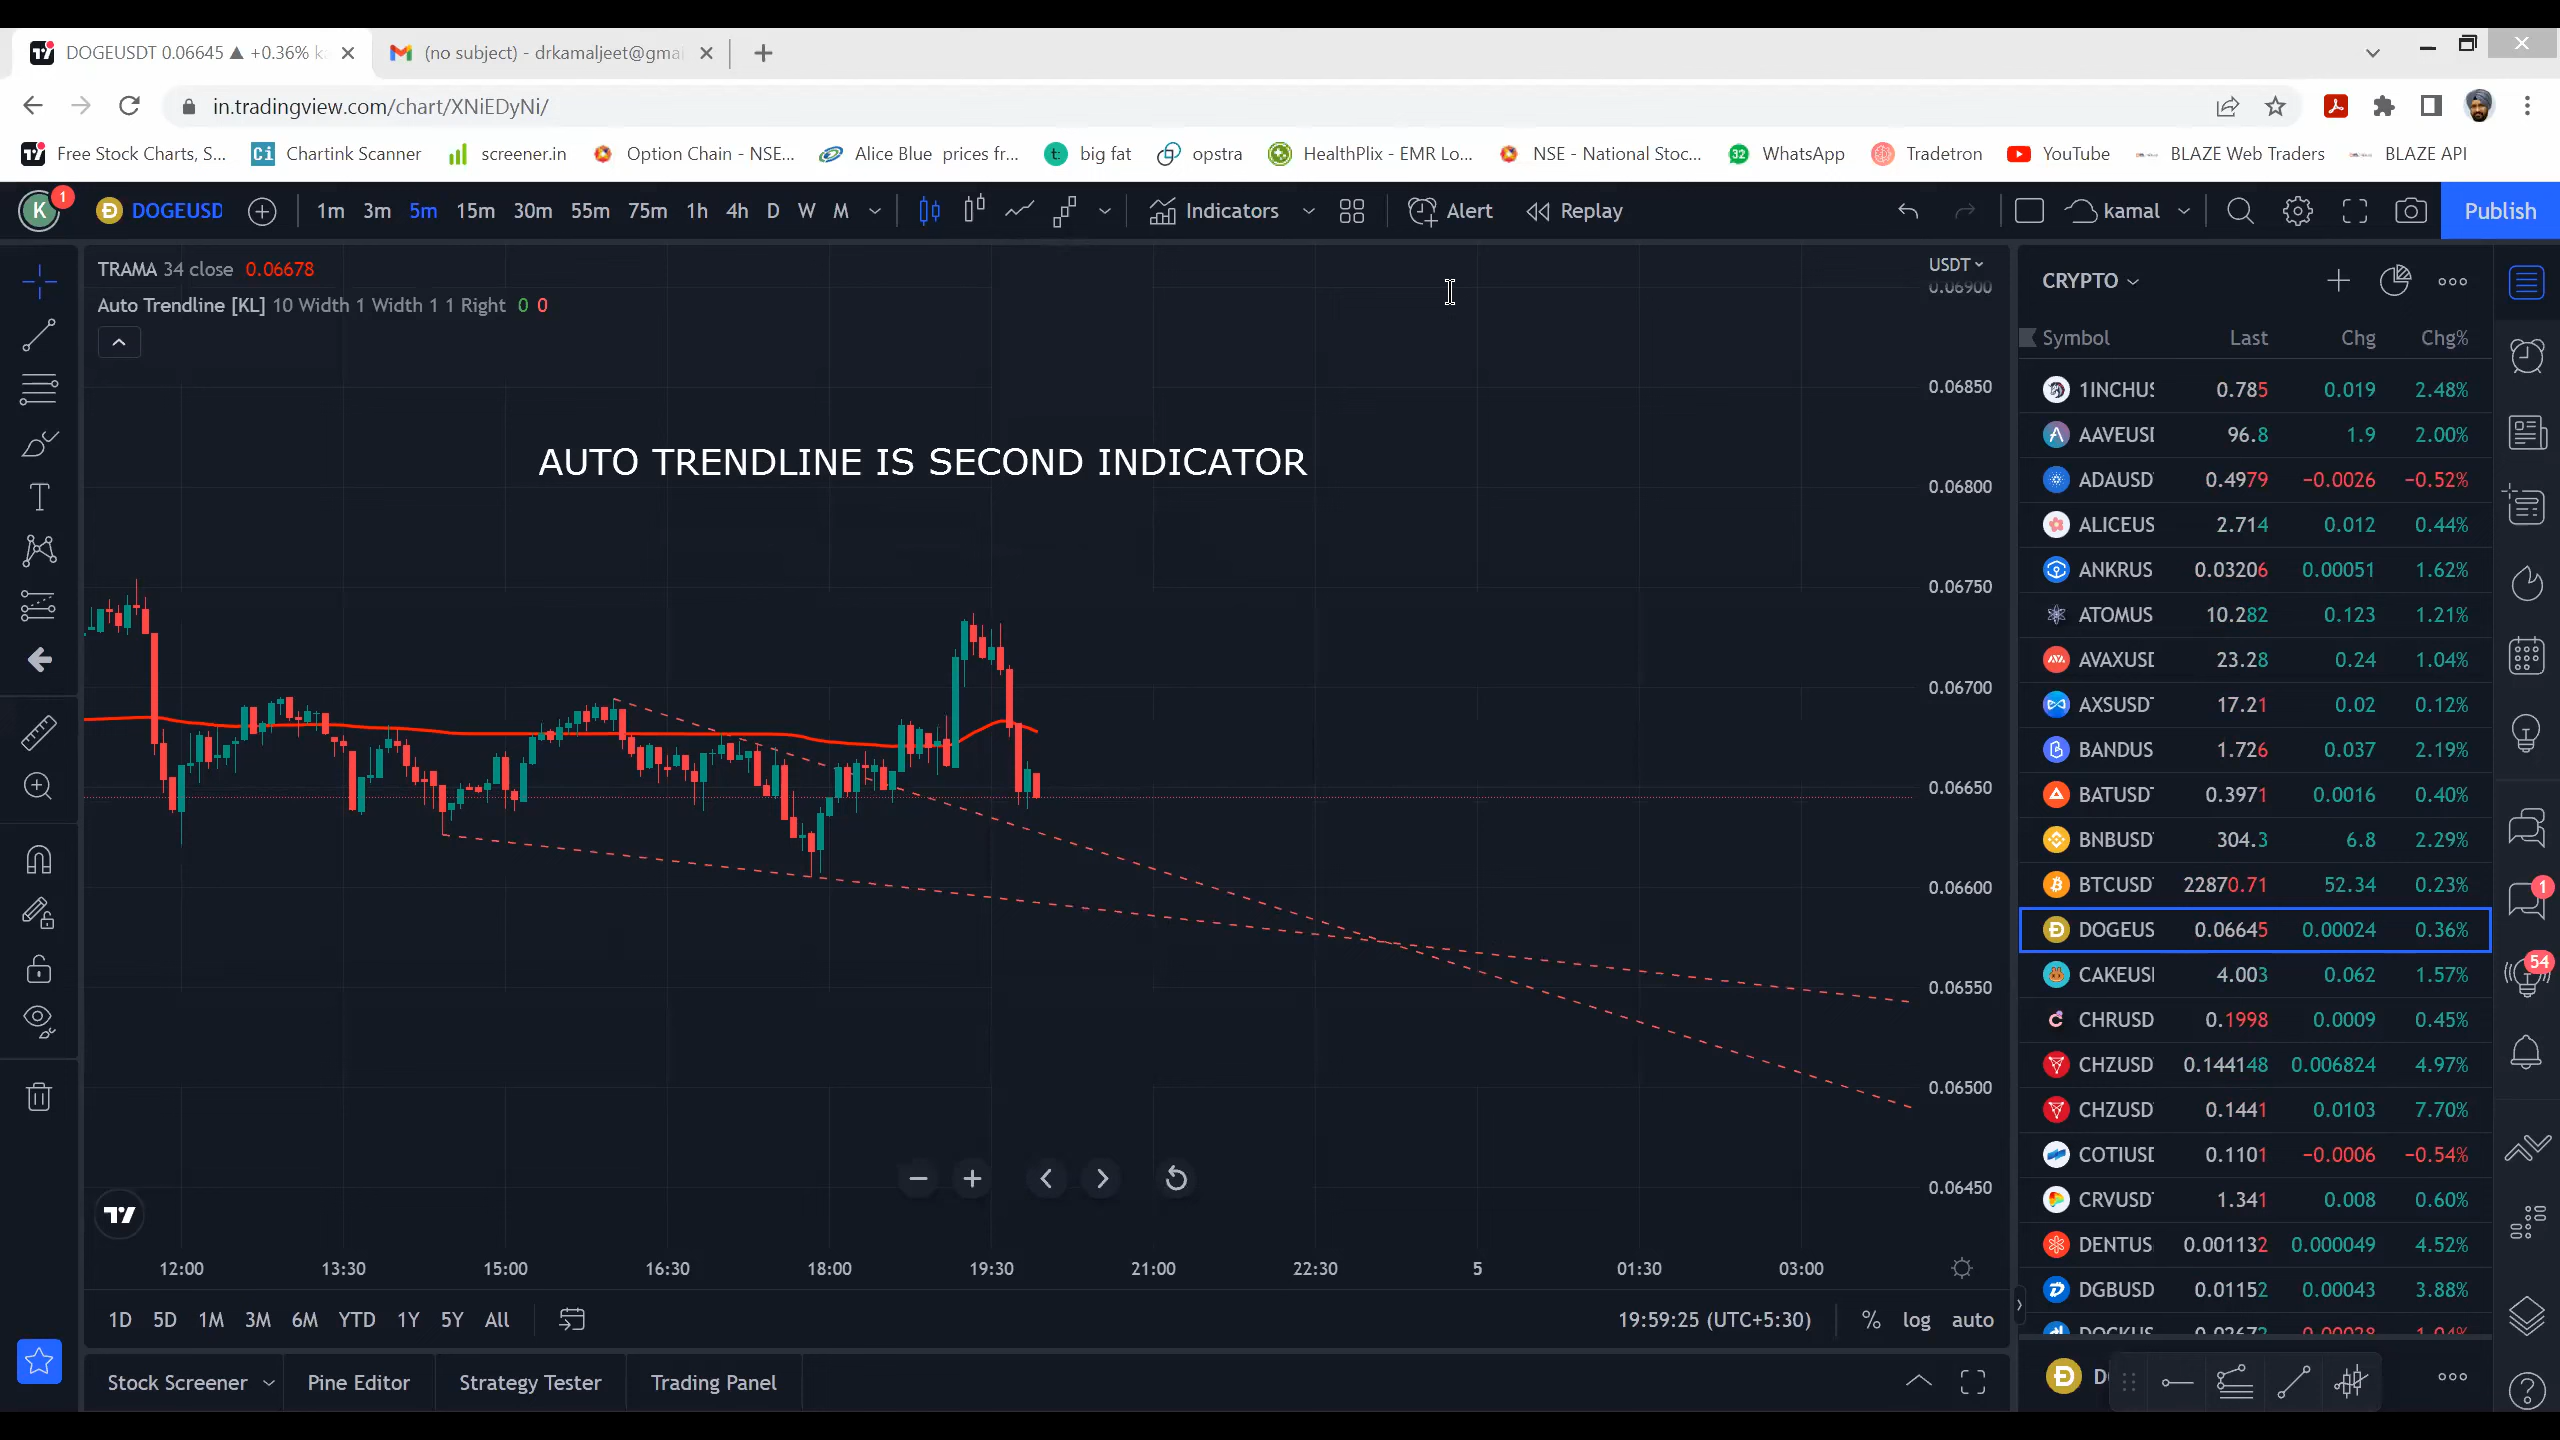 DOGEUSDT 0.06645 ▲ +0.36% k
(no subject) - drkamaljeet@gmai
in.tradingview.com/chart/XNiEDyNi/
Free Stock Charts, S...
Chartink Scanner
screener.in
Option Chain - NSE...
Alice Blue prices fr...
big fat
opstra
HealthPlix - EMR Lo...
NSE - National Stoc...
32
WhatsApp
Tradetron
YouTube
BLAZE Web Traders
BLAZE API
K
1
DOGEUSD
1m 3m 5m 15m 30m 55m 75m 1h 4h D W M
Indicators
Alert
Replay
kamal
Publish
TRAMA 34 close 0.06678
Auto Trendline [KL] 10 Width 1 Width 1 1 Right 0 0
AUTO TRENDLINE IS SECOND INDICATOR
USDT
0.06900
0.06850
0.06800
0.06750
0.06700
0.06650
0.06600
0.06550
0.06500
0.06450
12:00 13:30 15:00 16:30 18:00 19:30 21:00 22:30 5 01:30 03:00
1D 5D 1M 3M 6M YTD 1Y 5Y All
19:59:25 (UTC+5:30)
% log auto
Stock Screener
Pine Editor
Strategy Tester
Trading Panel
CRYPTO
Symbol Last Chg Chg%
1INCHUS 0.785 0.019 2.48%
AAVEUSI 96.8 1.9 2.00%
ADAUSD 0.4979 −0.0026 −0.52%
ALICEUS 2.714 0.012 0.44%
ANKRUS 0.03206 0.00051 1.62%
ATOMUS 10.282 0.123 1.21%
AVAXUSI 23.28 0.24 1.04%
AXSUSDT 17.21 0.02 0.12%
BANDUS 1.726 0.037 2.19%
BATUSDT 0.3971 0.0016 0.40%
BNBUSD 304.3 6.8 2.29%
BTCUSDT 22870.71 52.34 0.23%
DOGEUS 0.06645 0.00024 0.36%
CAKEUSI 4.003 0.062 1.57%
CHRUSD 0.1998 0.0009 0.45%
CHZUSD 0.144148 0.006824 4.97%
CHZUSD 0.1441 0.0103 7.70%
COTIUSI 0.1101 −0.0006 −0.54%
CRVUSDT 1.341 0.008 0.60%
DENTUS 0.001132 0.000049 4.52%
DGBUSD 0.01152 0.00043 3.88%
1
54